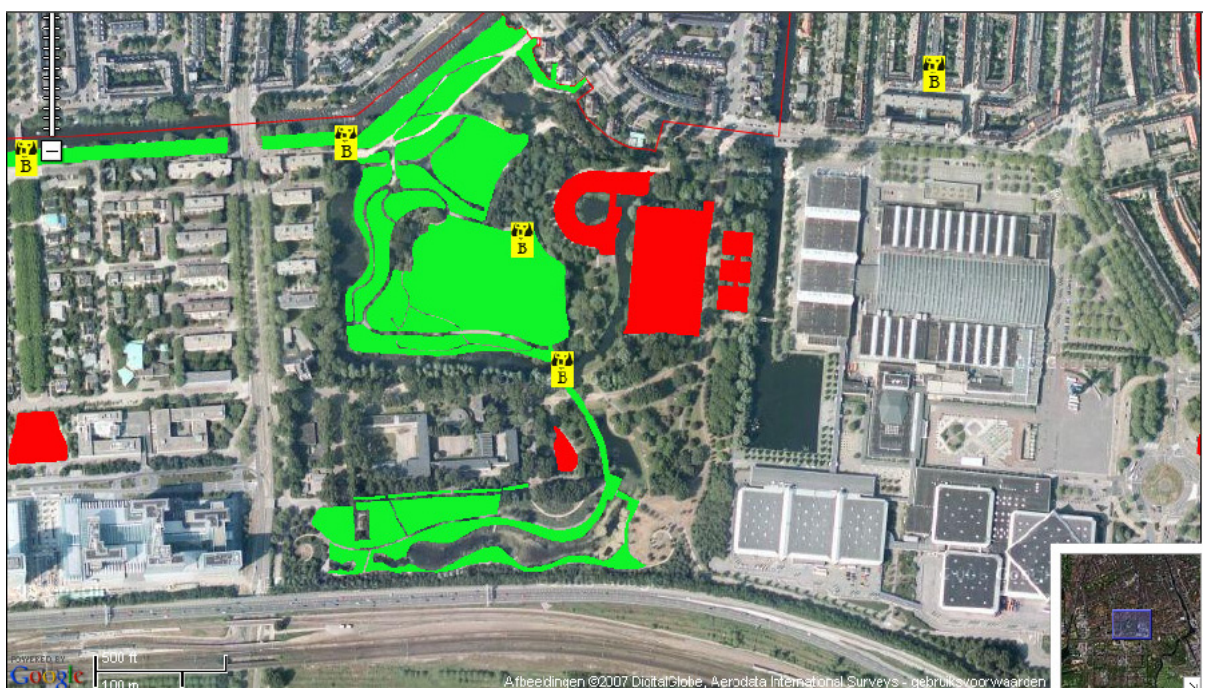 B
B
B
B
B
500 ft
100 m
POWERED BY
Google
Afbeeldingen ©2007 DigitalGlobe, Aerodata International Surveys - gebruiksvoorwaarden